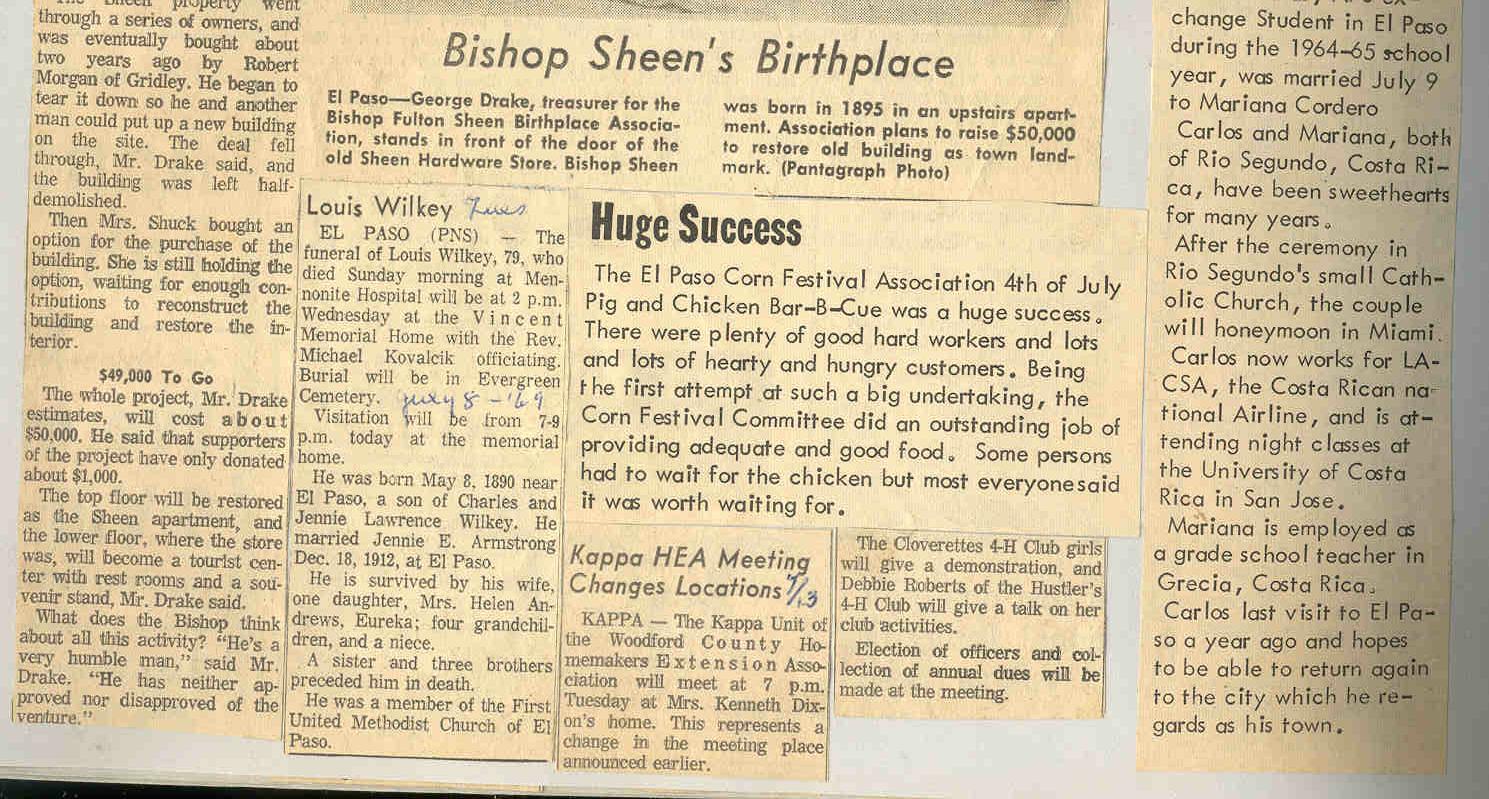 The Sheen property went
through a series of owners, and
was eventually bought about
two years ago by Robert
Morgan of Gridley. He began to
tear it down so he and another
man could put up a new building
on the site. The deal fell
through, Mr. Drake said, and
the building was left half-
demolished.
Then Mrs. Shuck bought an
option for the purchase of the
building. She is still holding the
option, waiting for enough con-
tributions to reconstruct the
building and restore the in-
terior.
$49,000 To Go
The whole project, Mr. Drake
estimates, will cost about
$50,000. He said that supporters
of the project have only donated
about $1,000.
The top floor will be restored
as the Sheen apartment, and
the lower floor, where the store
was, will become a tourist cen-
ter with rest rooms and a sou-
venir stand, Mr. Drake said.
What does the Bishop think
about all this activity? "He's a
very humble man," said Mr.
Drake. "He has neither ap-
proved nor disapproved of the
venture."
Bishop Sheen's Birthplace
El Paso—George Drake, treasurer for the
Bishop Fulton Sheen Birthplace Associa-
tion, stands in front of the door of the
old Sheen Hardware Store. Bishop Sheen
was born in 1895 in an upstairs apart-
ment. Association plans to raise $50,000
to restore old building as town land-
mark. (Pantagraph Photo)
Louis Wilkey
EL PASO (PNS) — The
funeral of Louis Wilkey, 79, who
died Sunday morning at Men-
nonite Hospital will be at 2 p.m.
Wednesday at the Vincent
Memorial Home with the Rev.
Michael Kovalcik officiating.
Burial will be in Evergreen
Cemetery. July 8 - '69
Visitation will be from 7-9
p.m. today at the memorial
home.
He was born May 8, 1890 near
El Paso, a son of Charles and
Jennie Lawrence Wilkey. He
married Jennie E. Armstrong
Dec. 18, 1912, at El Paso.
He is survived by his wife,
one daughter, Mrs. Helen An-
drews, Eureka; four grandchil-
dren, and a niece.
A sister and three brothers
preceded him in death.
He was a member of the First
United Methodist Church of El
Paso.
Huge Success
The El Paso Corn Festival Association 4th of July
Pig and Chicken Bar-B-Cue was a huge success.
There were plenty of good hard workers and lots
and lots of hearty and hungry customers. Being
the first attempt at such a big undertaking, the
Corn Festival Committee did an outstanding job of
providing adequate and good food. Some persons
had to wait for the chicken but most everyone said
it was worth waiting for.
Kappa HEA Meeting
Changes Locations 7/13
KAPPA — The Kappa Unit of
the Woodford County Ho-
memakers Extension Asso-
ciation will meet at 7 p.m.
Tuesday at Mrs. Kenneth Dix-
on's home. This represents a
change in the meeting place
announced earlier.
The Cloverettes 4-H Club girls
will give a demonstration, and
Debbie Roberts of the Hustler's
4-H Club will give a talk on her
club activities.
Election of officers and col-
lection of annual dues will be
made at the meeting.
change Student in El Paso
during the 1964-65 school
year, was married July 9
to Mariana Cordero
Carlos and Mariana, both
of Rio Segundo, Costa Ri-
ca, have been sweethearts
for many years.
After the ceremony in
Rio Segundo's small Cath-
olic Church, the couple
will honeymoon in Miami.
Carlos now works for LA-
CSA, the Costa Rican na-
tional Airline, and is at-
tending night classes at
the University of Costa
Rica in San Jose.
Mariana is employed as
a grade school teacher in
Grecia, Costa Rica.
Carlos last visit to El Pa-
so a year ago and hopes
to be able to return again
to the city which he re-
gards as his town.